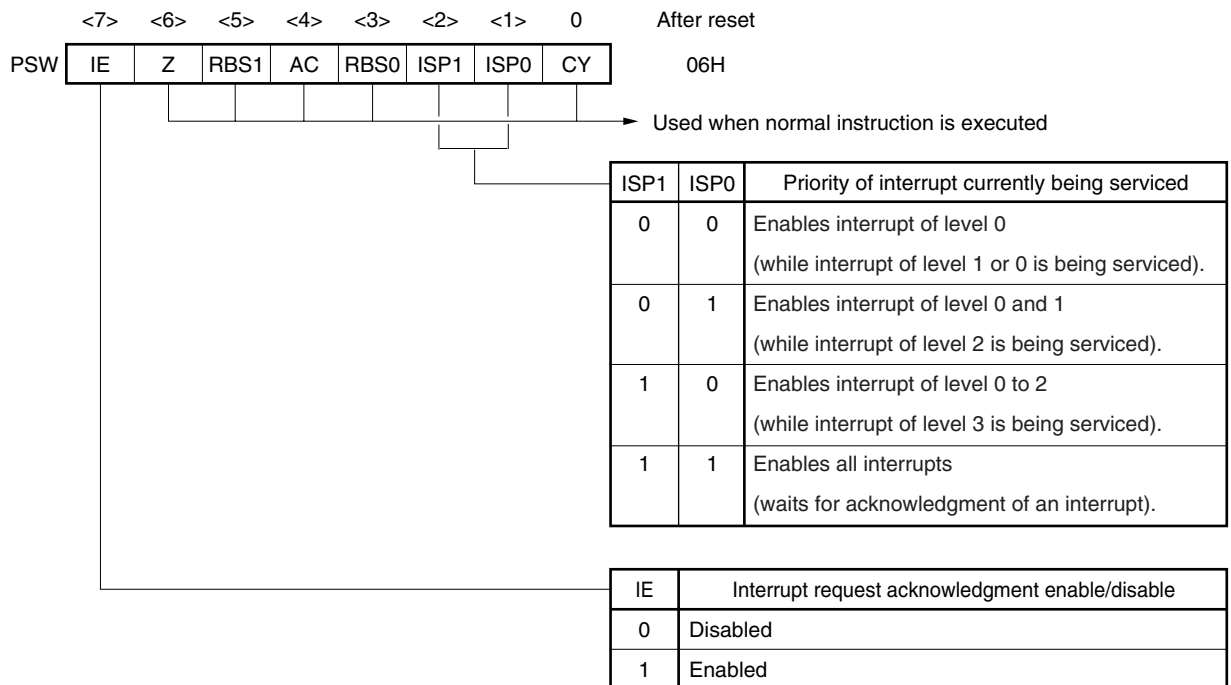 <7> <6> <5> <4> <3> <2> <1> 0 After reset
PSW IE Z RBS1 AC RBS0 ISP1 ISP0 CY 06H
Used when normal instruction is executed
ISP1 ISP0 Priority of interrupt currently being serviced
0 0 Enables interrupt of level 0
(while interrupt of level 1 or 0 is being serviced).
0 1 Enables interrupt of level 0 and 1
(while interrupt of level 2 is being serviced).
1 0 Enables interrupt of level 0 to 2
(while interrupt of level 3 is being serviced).
1 1 Enables all interrupts
(waits for acknowledgment of an interrupt).
IE Interrupt request acknowledgment enable/disable
0 Disabled
1 Enabled